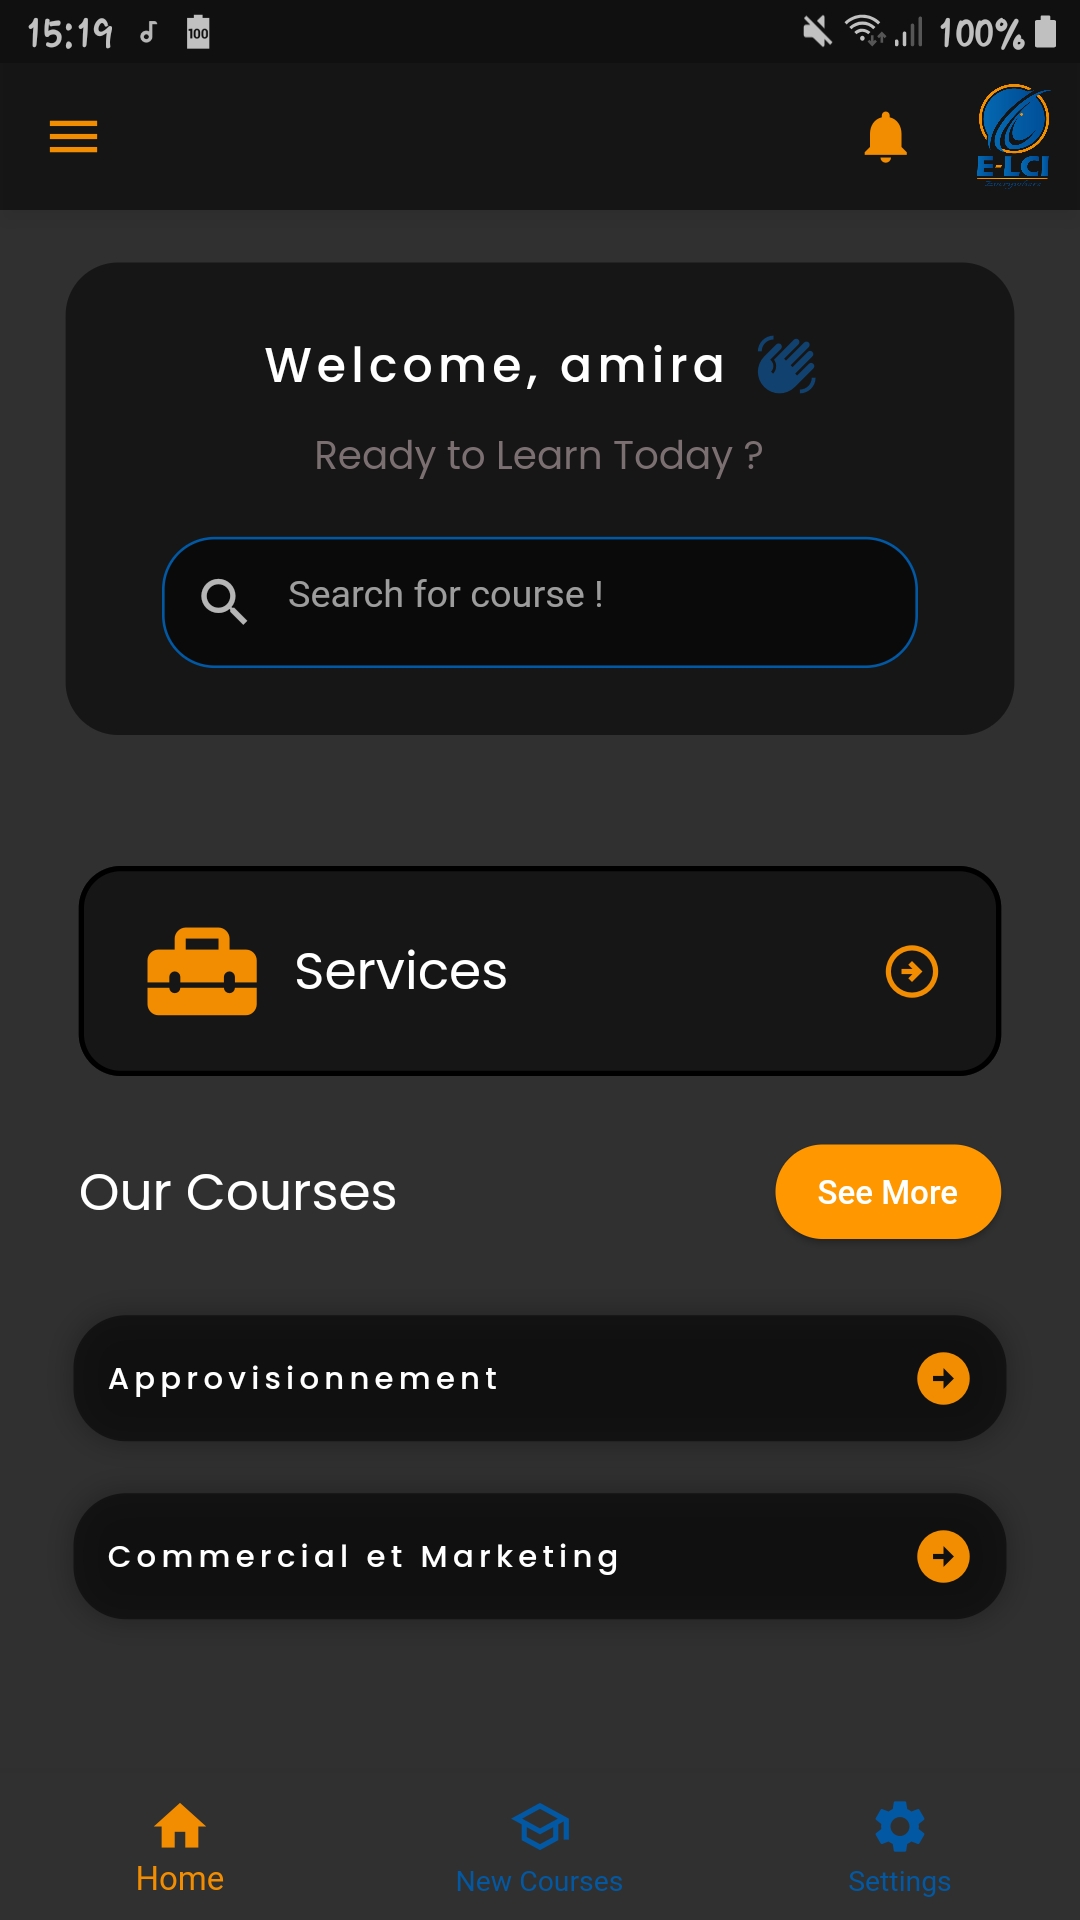 15:19
100
100%
E-LCI
Welcome, amira
Ready to Learn Today ?
Search for course !
Services
Our Courses
See More
Approvisionnement
Commercial et Marketing
Home
New Courses
Settings